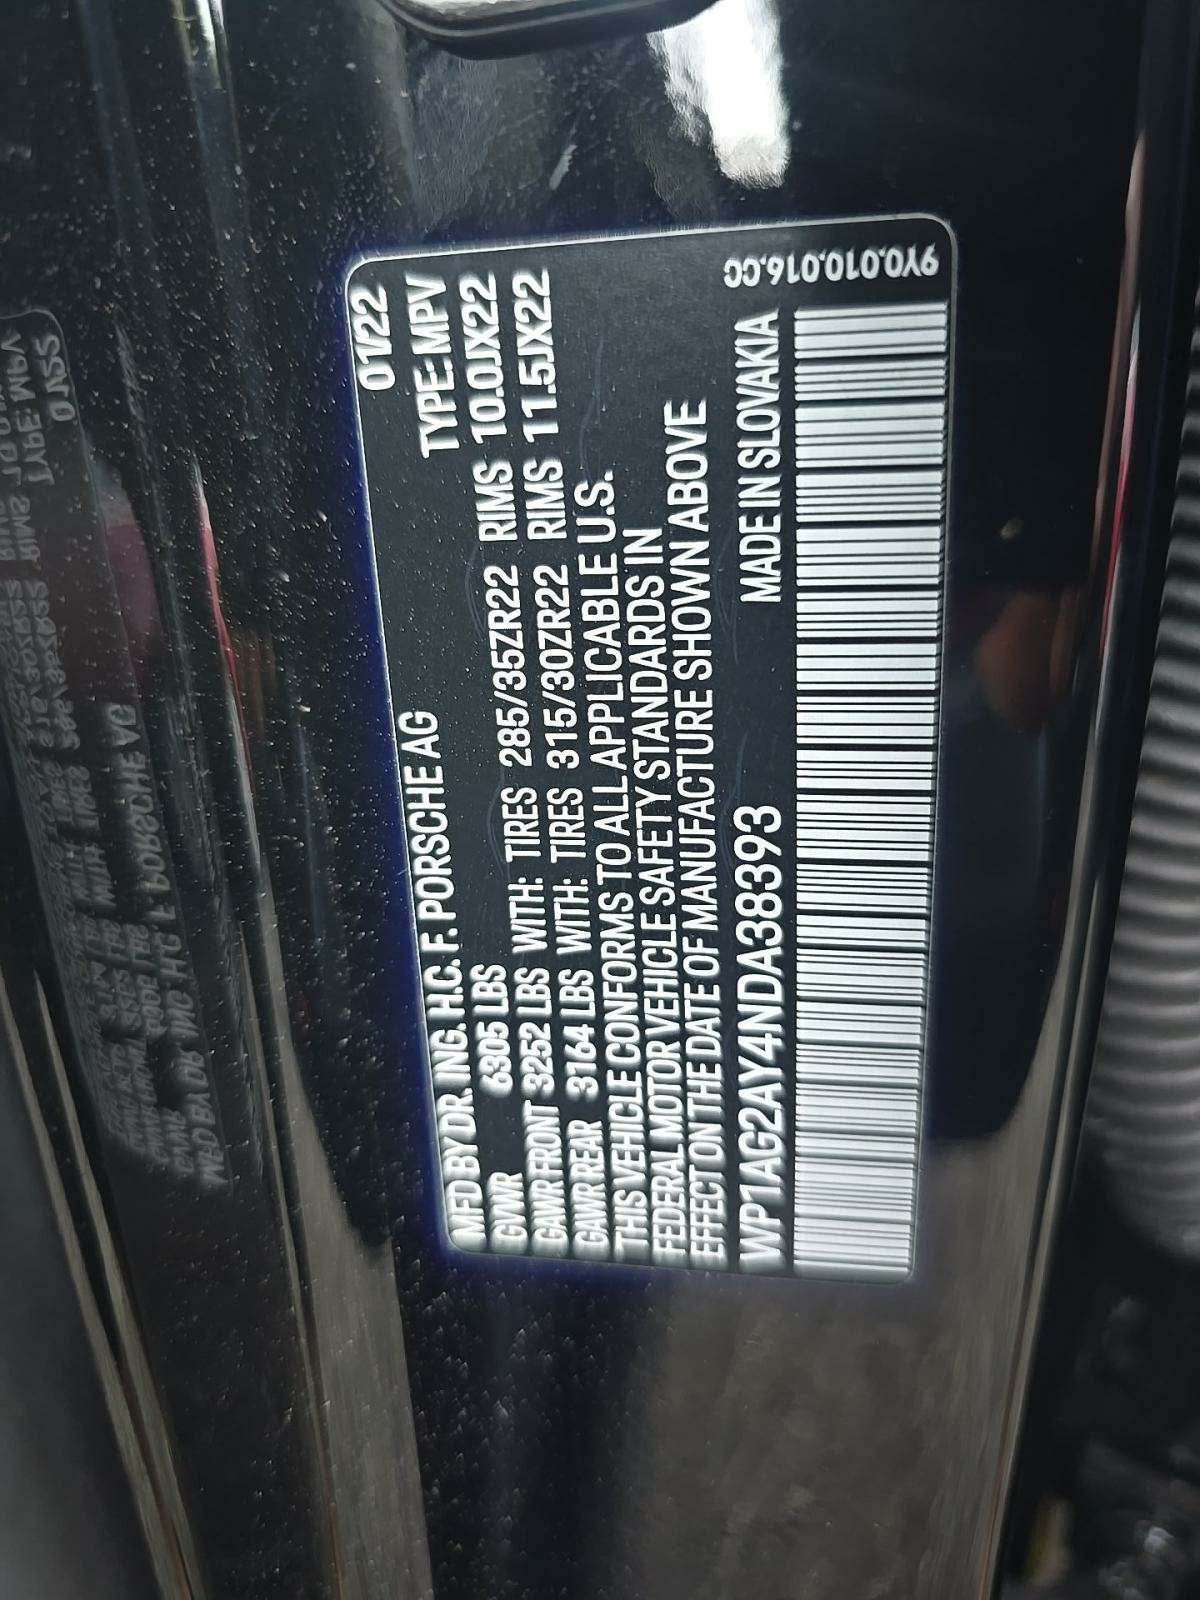 01/22
MFD BY DR. ING. H.C. F. PORSCHE AG TYPE: MPV
GVWR 6305 LBS
GAWR FRONT 3252 LBS WITH: TIRES 285/35ZR22 RIMS 10.0JX22
GAWR REAR 3164 LBS WITH: TIRES 315/30ZR22 RIMS 11.5JX22
THIS VEHICLE CONFORMS TO ALL APPLICABLE U.S.
FEDERAL MOTOR VEHICLE SAFETY STANDARDS IN
EFFECT ON THE DATE OF MANUFACTURE SHOWN ABOVE
WP1AG2AY4NDA38393 MADE IN SLOVAKIA
9Y0.010.016.CC